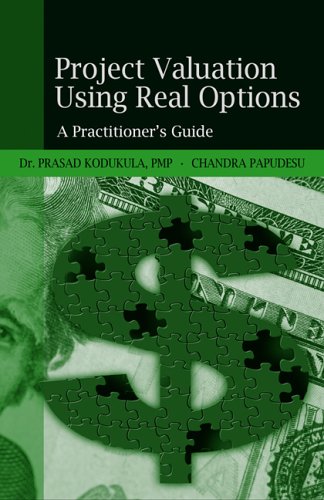 Project Valuation
Using Real Options
A Practitioner's Guide
Dr. PRASAD KODUKULA, PMP · CHANDRA PAPUDESU